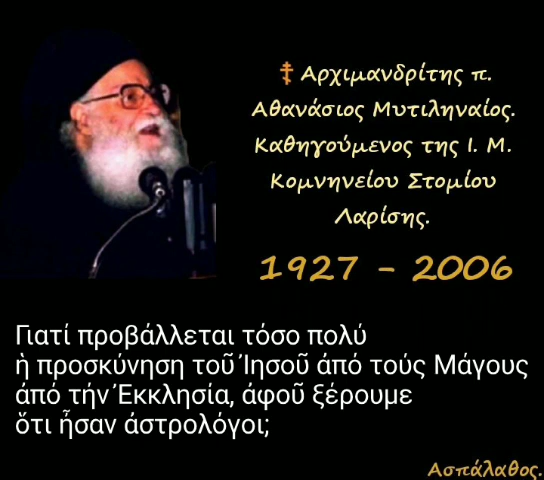 ‡ Αρχιμανδρίτης π.
Αθανάσιος Μυτιληναίος.
Καθηγούμενος της Ι. Μ.
Κομνηνείου Στομίου
Λαρίσης.
1927 - 2006
Γιατί προβάλλεται τόσο πολύ
ἡ προσκύνηση τοῦ Ἰησοῦ ἀπό τούς Μάγους
ἀπό τήν Ἐκκλησία, ἀφοῦ ξέρουμε
ὅτι ἦσαν ἀστρολόγοι;
Ασπάλαθος.